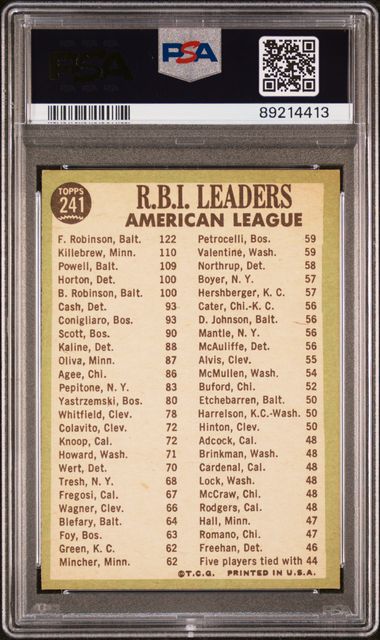 PSA
PSA
89214413
TOPPS
241
R.B.I. LEADERS
AMERICAN LEAGUE
F. Robinson, Balt. 122
Killebrew, Minn. 110
Powell, Balt. 109
Horton, Det. 100
B. Robinson, Balt. 100
Cash, Det. 93
Conigliaro, Bos. 93
Scott, Bos. 90
Kaline, Det. 88
Oliva, Minn. 87
Agee, Chi. 86
Pepitone, N. Y. 83
Yastrzemski, Bos. 80
Whitfield, Clev. 78
Colavito, Clev. 72
Knoop, Cal. 72
Howard, Wash. 71
Wert, Det. 70
Tresh, N. Y. 68
Fregosi, Cal. 67
Wagner, Clev. 66
Blefary, Balt. 64
Foy, Bos. 63
Green, K. C. 62
Mincher, Minn. 62
Petrocelli, Bos. 59
Valentine, Wash. 59
Northrup, Det. 58
Boyer, N. Y. 57
Hershberger, K. C. 57
Cater, Chi.-K. C. 56
D. Johnson, Balt. 56
Mantle, N. Y. 56
McAuliffe, Det. 56
Alvis, Clev. 55
McMullen, Wash. 54
Buford, Chi. 52
Etchebarren, Balt. 50
Harrelson, K.C.-Wash. 50
Hinton, Clev. 50
Adcock, Cal. 48
Brinkman, Wash. 48
Cardenal, Cal. 48
Lock, Wash. 48
McCraw, Chi. 48
Rodgers, Cal. 48
Hall, Minn. 47
Romano, Chi. 47
Freehan, Det. 46
Five players tied with 44
©T.C.G. PRINTED IN U.S.A.